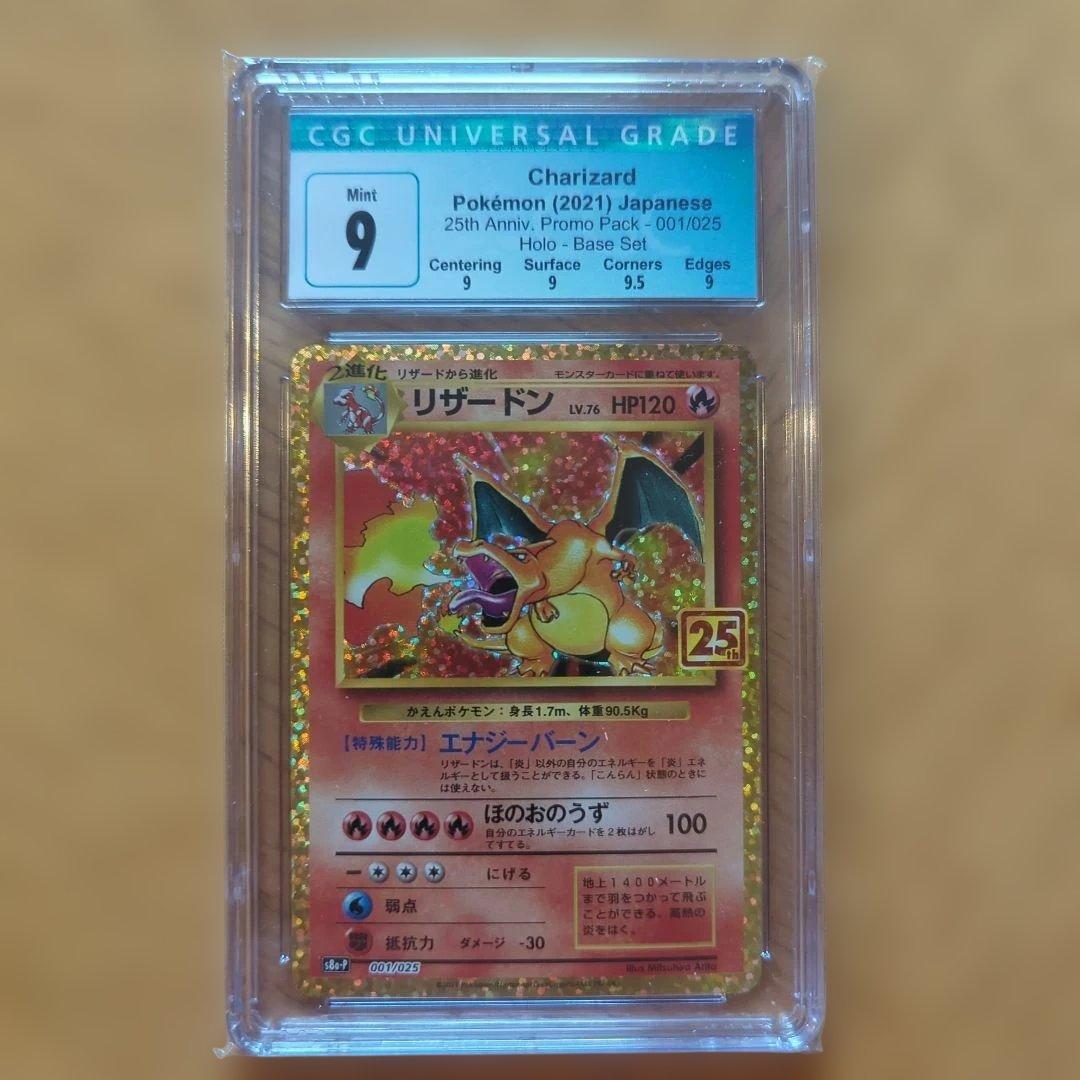 CGC UNIVERSAL GRADE
Mint
9
Charizard
Pokémon (2021) Japanese
25th Anniv. Promo Pack - 001/025
Holo - Base Set
Centering Surface Corners Edges
9 9 9.5 9
2進化 リザードから進化 モンスターカードに重ねて使います。
リザードン LV.76 HP120
25th
かえんポケモン：身長1.7m、体重90.5Kg
【特殊能力】 エナジーバーン
リザードンは、「炎」以外の自分のエネルギーを「炎」エネ
ルギーとして扱うことができる。「こんらん」状態のときに
は使えない。
ほのおのうず 100
自分のエネルギーカードを２枚はがし
てすてる。
にげる
弱点
抵抗力 ダメージ -30
地上１４００メートル
まで羽をつかって飛ぶ
ことができる。高熱の
炎をはく。
s8a-P 001/025
Illus Mitsuhiro Arita